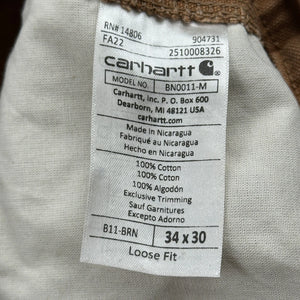 RN# 14806 904731
FA22 2510008326
carhartt
MODEL NO. BN0011-M
Carhartt, Inc. P.O. Box 600
Dearborn, MI 48121 USA
carhartt.com
Made in Nicaragua
Fabriqué au Nicaragua
Hecho en Nicaragua
100% Cotton
100% Coton
100% Algodón
Exclusive Trimming
Sauf Garnitures
Excepto Adorno
B11-BRN 34 x 30
Loose Fit